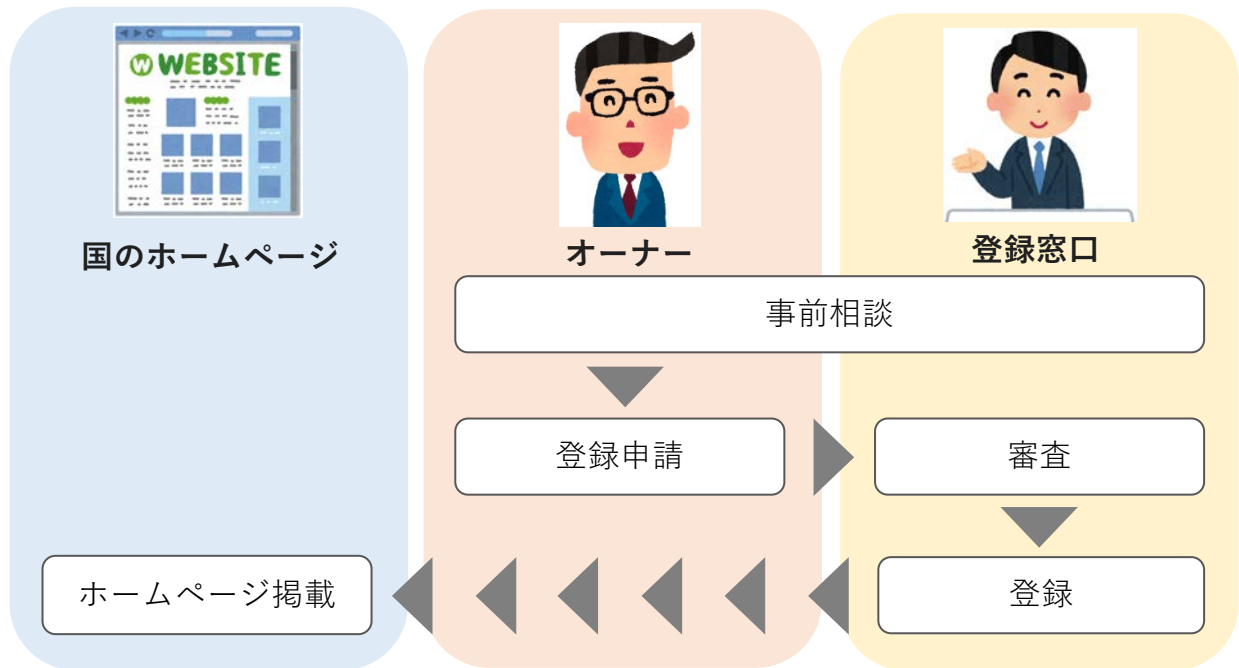 WEBSITE
国のホームページ
オーナー
登録窓口
事前相談
登録申請
審査
ホームページ掲載
登録